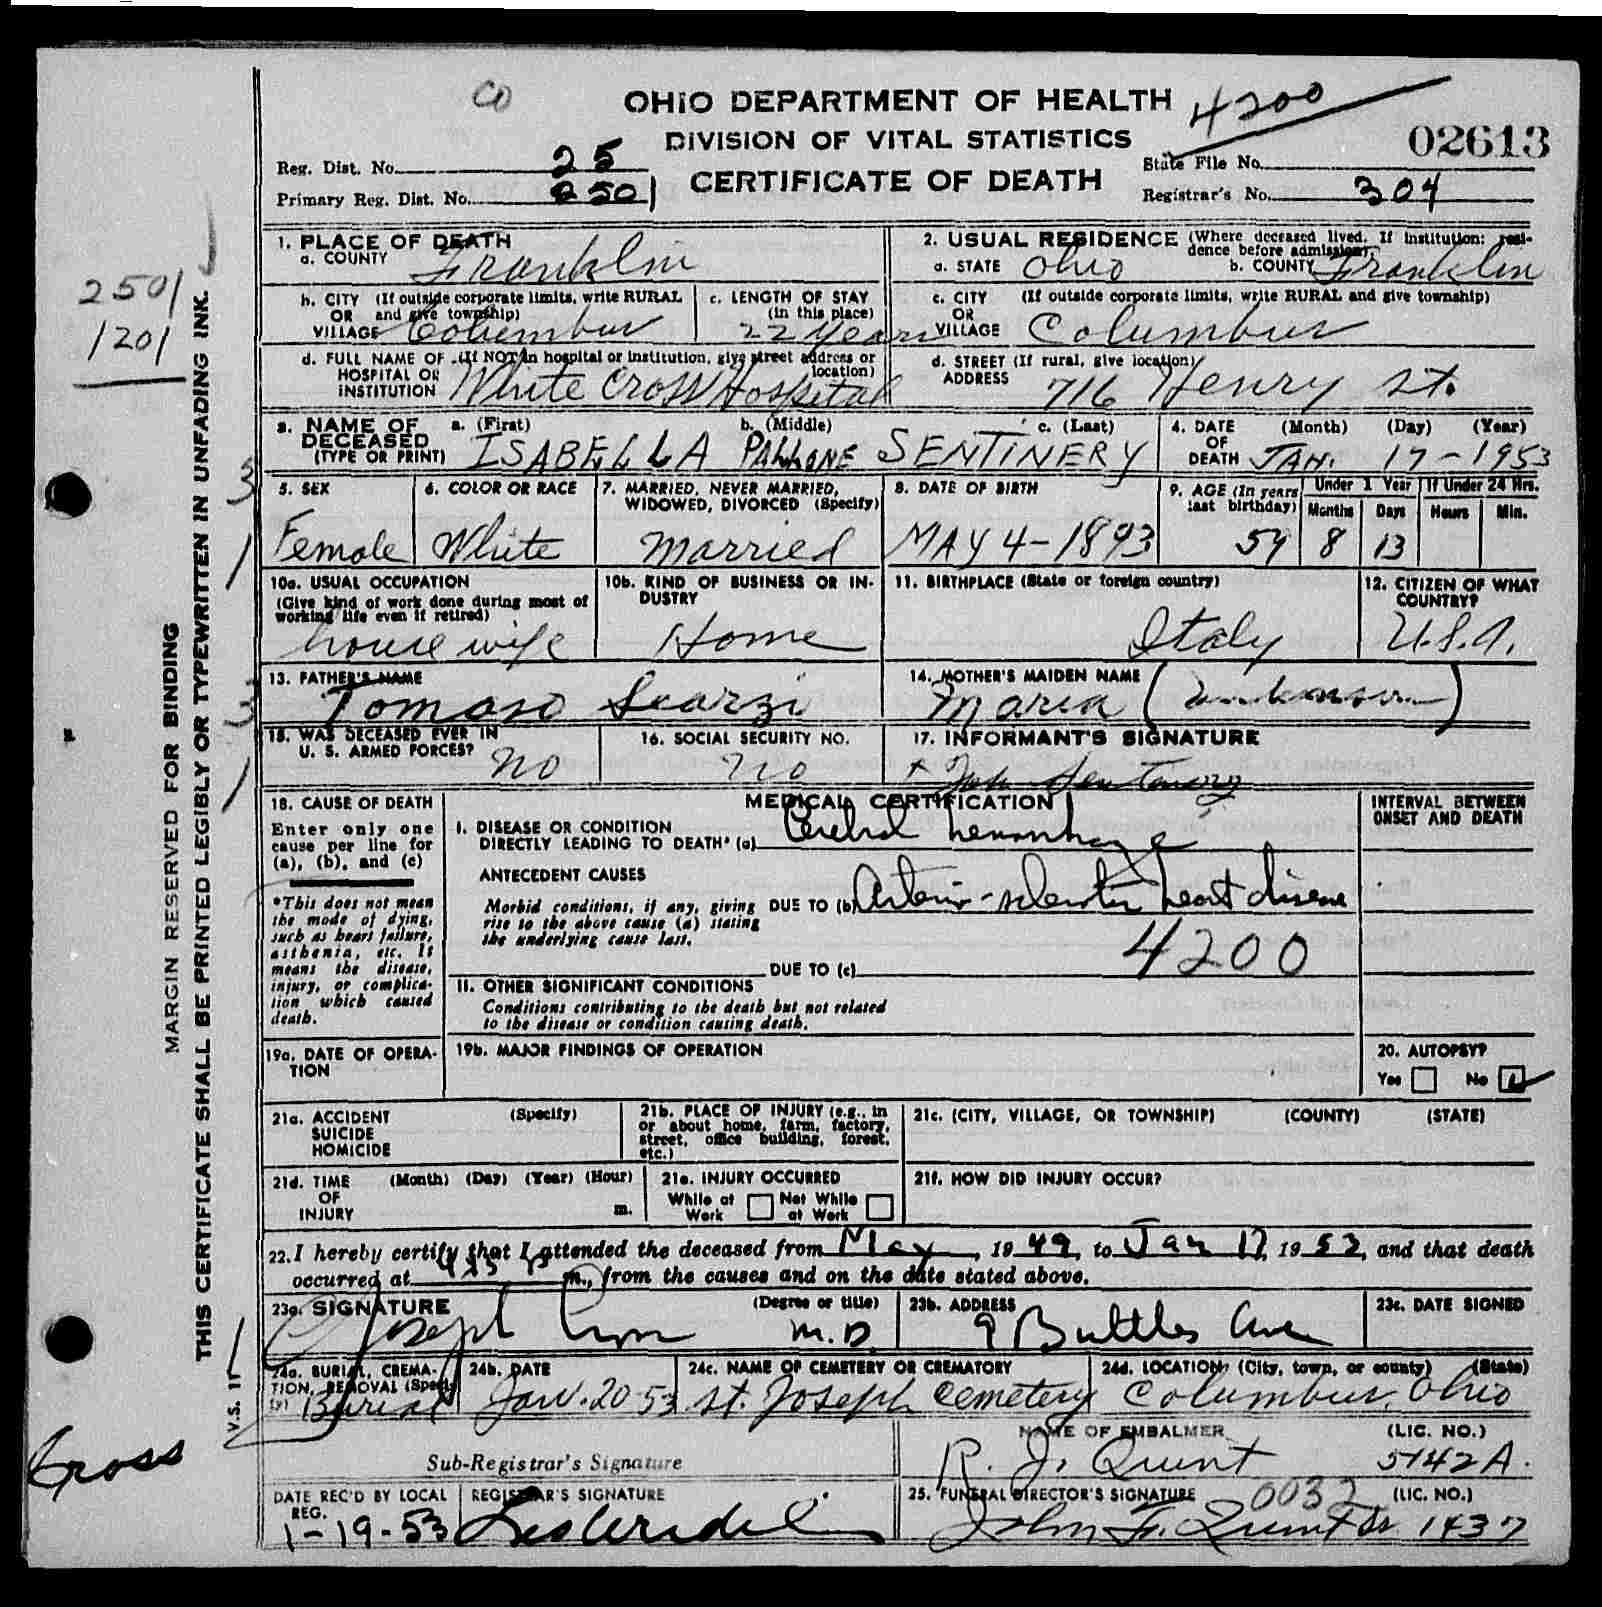 CO
OHIO DEPARTMENT OF HEALTH
4200
DIVISION OF VITAL STATISTICS
02613
Reg. Dist. No. 25
CERTIFICATE OF DEATH
State File No.
Primary Reg. Dist. No. 2501
Registrar's No. 304
2501
1201
MARGIN RESERVED FOR BINDING
THIS CERTIFICATE SHALL BE PRINTED LEGIBLY OR TYPEWRITTEN IN UNFADING INK.
V.S. 11
3
1
3
1
Gross
1. PLACE OF DEATH
a. COUNTY Franklin
2. USUAL RESIDENCE (Where deceased lived. If institution: residence before admission).
a. STATE Ohio b. COUNTY Franklin
b. CITY (If outside corporate limits, write RURAL
OR and give township)
VILLAGE Columbus
c. LENGTH OF STAY
(in this place)
22 Years
c. CITY (If outside corporate limits, write RURAL and give township)
OR
VILLAGE Columbus
d. FULL NAME OF (If NOT in hospital or institution, give street address or
HOSPITAL OR location)
INSTITUTION White Cross Hospital
d. STREET (If rural, give location)
ADDRESS 716 Henry St.
3. NAME OF a. (First) b. (Middle) c. (Last)
DECEASED
(TYPE OR PRINT) ISABELLA PALLONE SENTINERY
4. DATE (Month) (Day) (Year)
OF
DEATH JAN. 17-1953
5. SEX
Female
6. COLOR OR RACE
White
7. MARRIED, NEVER MARRIED,
WIDOWED, DIVORCED (Specify)
Married
8. DATE OF BIRTH
MAY 4-1893
9. AGE (In years
last birthday)
59
Under 1 Year
Months Days
8 13
If Under 24 Hrs.
Hours Min.
10a. USUAL OCCUPATION
(Give kind of work done during most of
working life even if retired)
housewife
10b. KIND OF BUSINESS OR IN-
DUSTRY
Home
11. BIRTHPLACE (State or foreign country)
Italy
12. CITIZEN OF WHAT
COUNTRY?
U.S.A.
13. FATHER'S NAME
Tomaso Scarzi
14. MOTHER'S MAIDEN NAME
Maria (unknown)
15. WAS DECEASED EVER IN
U. S. ARMED FORCES?
No
16. SOCIAL SECURITY NO.
No
17. INFORMANT'S SIGNATURE
Sentinery
18. CAUSE OF DEATH
Enter only one
cause per line for
(a), (b), and (c)
*This does not mean
the mode of dying,
such as heart failure,
asthenia, etc. It
means the disease,
injury, or complica-
tion which caused
death.
MEDICAL CERTIFICATION
INTERVAL BETWEEN
ONSET AND DEATH
I. DISEASE OR CONDITION
DIRECTLY LEADING TO DEATH* (a) Cerebral hemorrhage
ANTECEDENT CAUSES
Morbid conditions, if any, giving DUE TO (b) Arterio-sclerotic heart disease
rise to the above cause (a) stating
the underlying cause last.
4200
DUE TO (c)
II. OTHER SIGNIFICANT CONDITIONS
Conditions contributing to the death but not related
to the disease or condition causing death.
19a. DATE OF OPERA-
TION
19b. MAJOR FINDINGS OF OPERATION
20. AUTOPSY?
Yes No
21a. ACCIDENT (Specify)
SUICIDE
HOMICIDE
21b. PLACE OF INJURY (e.g., in
or about home, farm, factory,
street, office building, forest,
etc.)
21c. (CITY, VILLAGE, OR TOWNSHIP) (COUNTY) (STATE)
21d. TIME (Month) (Day) (Year) (Hour)
OF
INJURY m.
21e. INJURY OCCURRED
While at Not While
Work at Work
21f. HOW DID INJURY OCCUR?
22. I hereby certify that I attended the deceased from May, 1949, to Jan 17, 1953, and that death
occurred at m., from the causes and on the date stated above.
23a. SIGNATURE (Degree or title)
Joseph M.D.
23b. ADDRESS
9 Buttles Ave
23c. DATE SIGNED
24a. BURIAL, CREMA-
TION, REMOVAL (Specify)
Burial
24b. DATE
Jan. 20-53
24c. NAME OF CEMETERY OR CREMATORY
St. Joseph Cemetery
24d. LOCATION (City, town, or county) (State)
Columbus, Ohio
Sub-Registrar's Signature
NAME OF EMBALMER (LIC. NO.)
R. J. Quint 5142A.
DATE REC'D BY LOCAL
REG.
1-19-53
REGISTRAR'S SIGNATURE
25. FUNERAL DIRECTOR'S SIGNATURE 0032 (LIC. NO.)
John F. Quint Sr 1437